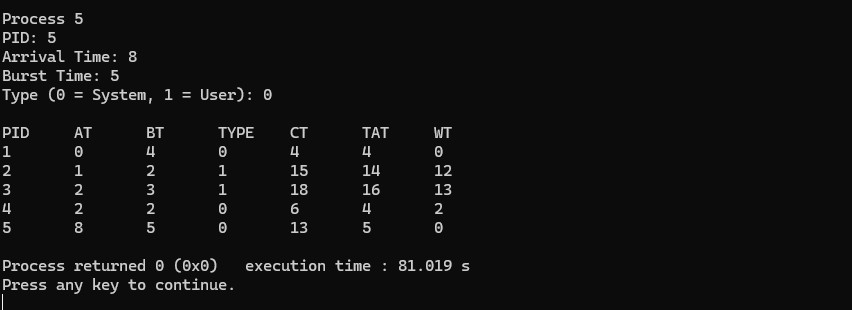 Process 5
PID: 5
Arrival Time: 8
Burst Time: 5
Type (0 = System, 1 = User): 0
PID AT BT TYPE CT TAT WT
1 0 4 0 4 4 0
2 1 2 1 15 14 12
3 2 3 1 18 16 13
4 2 2 0 6 4 2
5 8 5 0 13 5 0
Process returned 0 (0x0) execution time : 81.019 s
Press any key to continue.